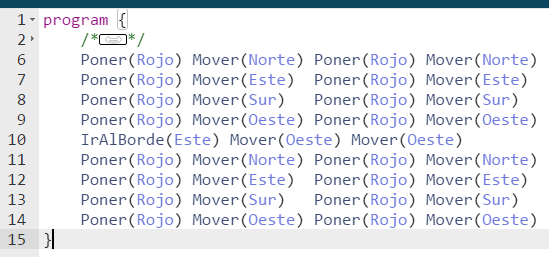 1 program {
2 /**/
6 Poner(Rojo) Mover(Norte) Poner(Rojo) Mover(Norte)
7 Poner(Rojo) Mover(Este) Poner(Rojo) Mover(Este)
8 Poner(Rojo) Mover(Sur) Poner(Rojo) Mover(Sur)
9 Poner(Rojo) Mover(Oeste) Poner(Rojo) Mover(Oeste)
10 IrAlBorde(Este) Mover(Oeste) Mover(Oeste)
11 Poner(Rojo) Mover(Norte) Poner(Rojo) Mover(Norte)
12 Poner(Rojo) Mover(Este) Poner(Rojo) Mover(Este)
13 Poner(Rojo) Mover(Sur) Poner(Rojo) Mover(Sur)
14 Poner(Rojo) Mover(Oeste) Poner(Rojo) Mover(Oeste)
15 }